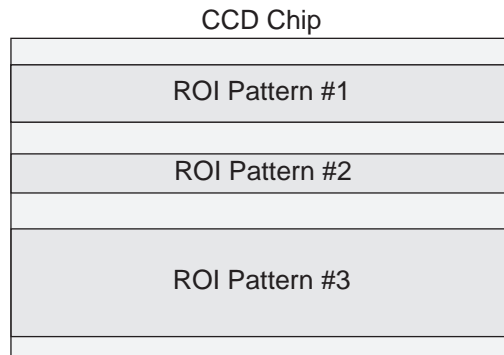 CCD Chip
ROI Pattern #1
ROI Pattern #2
ROI Pattern #3